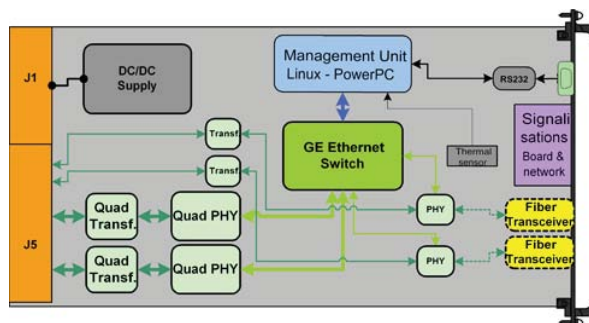 J1
DC/DC
Supply
Management Unit
Linux - PowerPC
RS232
Signali
sations
Board &
network
Transf.
Transf.
GE Ethernet
Switch
Thermal
sensor
J5
Quad
Transf.
Quad PHY
PHY
Fiber
Transceiver
Quad
Transf.
Quad PHY
PHY
Fiber
Transceiver